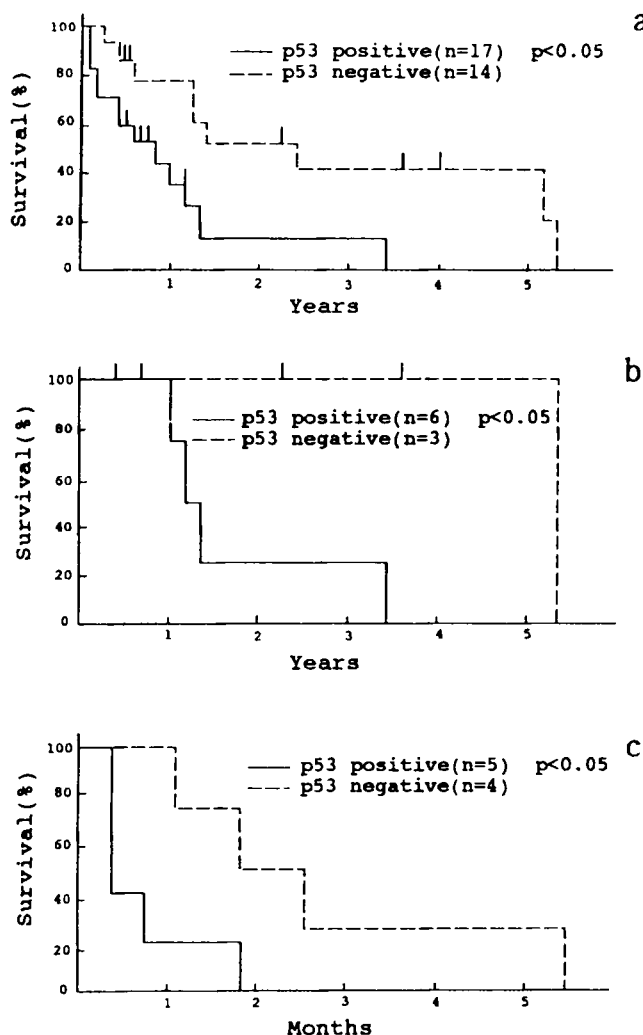 a
100
80
60
40
20
0
Survival(%)
p53 positive(n=17) p<0.05
p53 negative(n=14)
1 2 3 4 5
Years
b
100
80
60
40
20
0
Survival(%)
p53 positive(n=6) p<0.05
p53 negative(n=3)
1 2 3 4 5
Years
c
100
80
60
40
20
0
Survival(%)
p53 positive(n=5) p<0.05
p53 negative(n=4)
1 2 3 4 5
Months